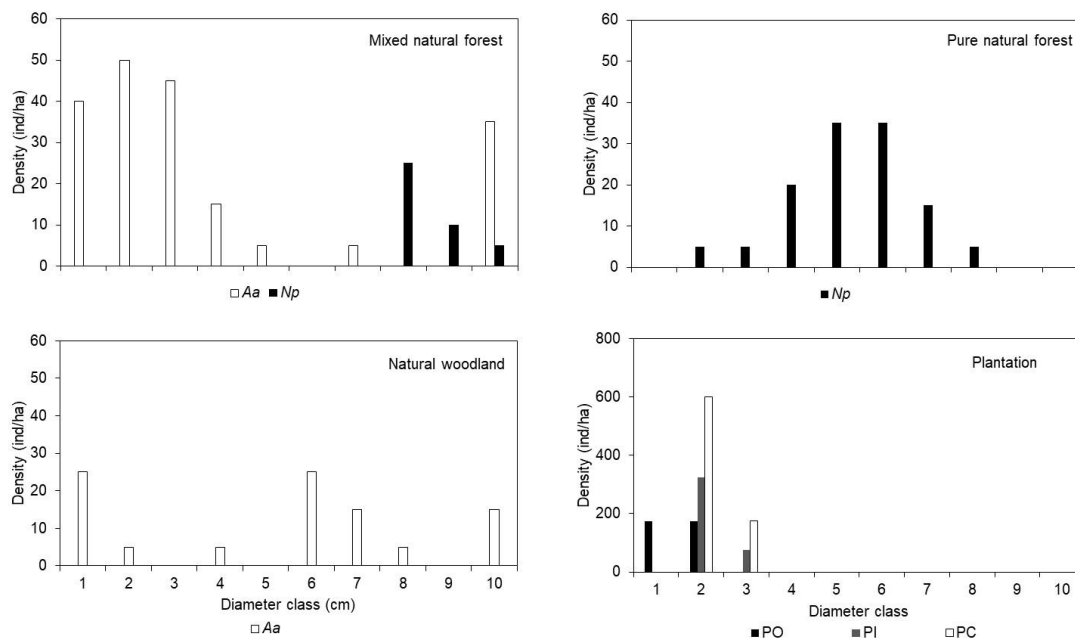 60
50
40
30
20
10
0
Density (ind/ha)
Mixed natural forest
Aa Np
60
50
40
30
20
10
0
Density (ind/ha)
Pure natural forest
Np
60
50
40
30
20
10
0
Density (ind/ha)
Natural woodland
1 2 3 4 5 6 7 8 9 10
Diameter class (cm)
Aa
800
600
400
200
0
Density (ind/ha)
Plantation
1 2 3 4 5 6 7 8 9 10
Diameter class
PO PI PC